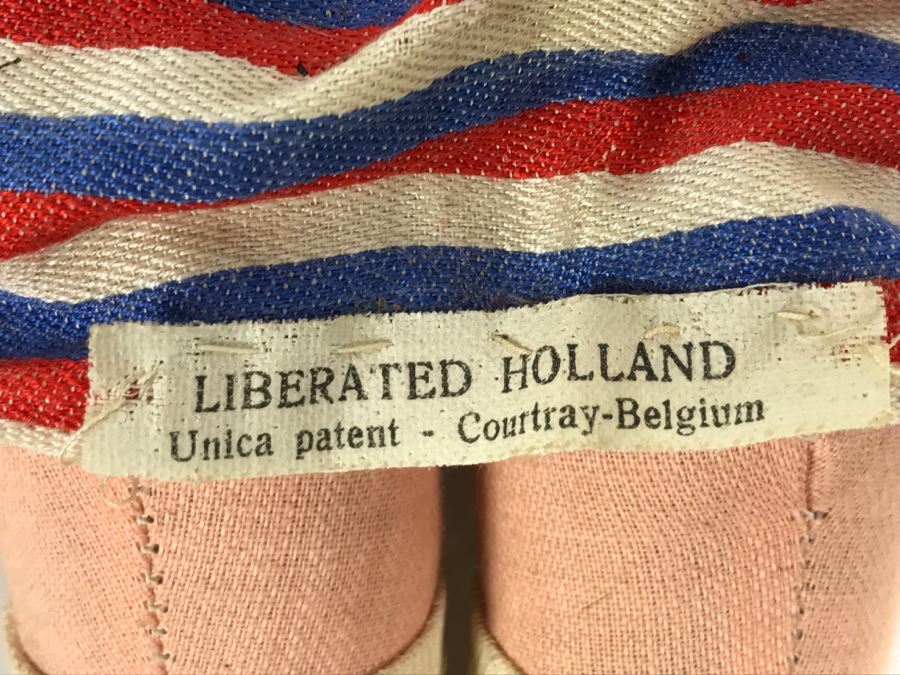 LIBERATED HOLLAND
Unica patent - Courtray-Belgium